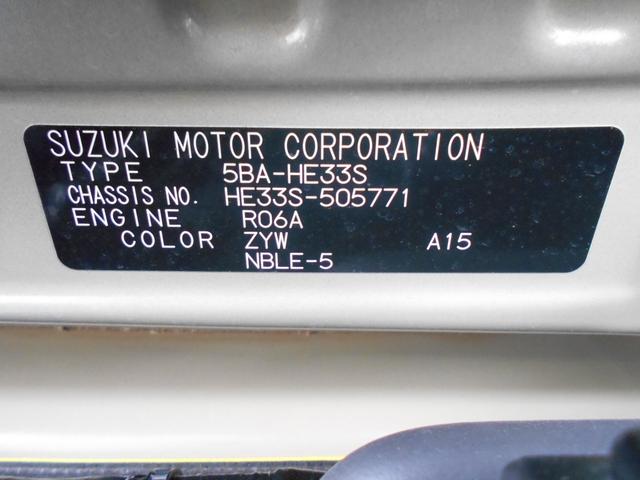 SUZUKI MOTOR CORPORATION
TYPE 5BA-HE33S
CHASSIS NO. HE33S-505771
ENGINE R06A
COLOR ZYW A15
NBLE-5